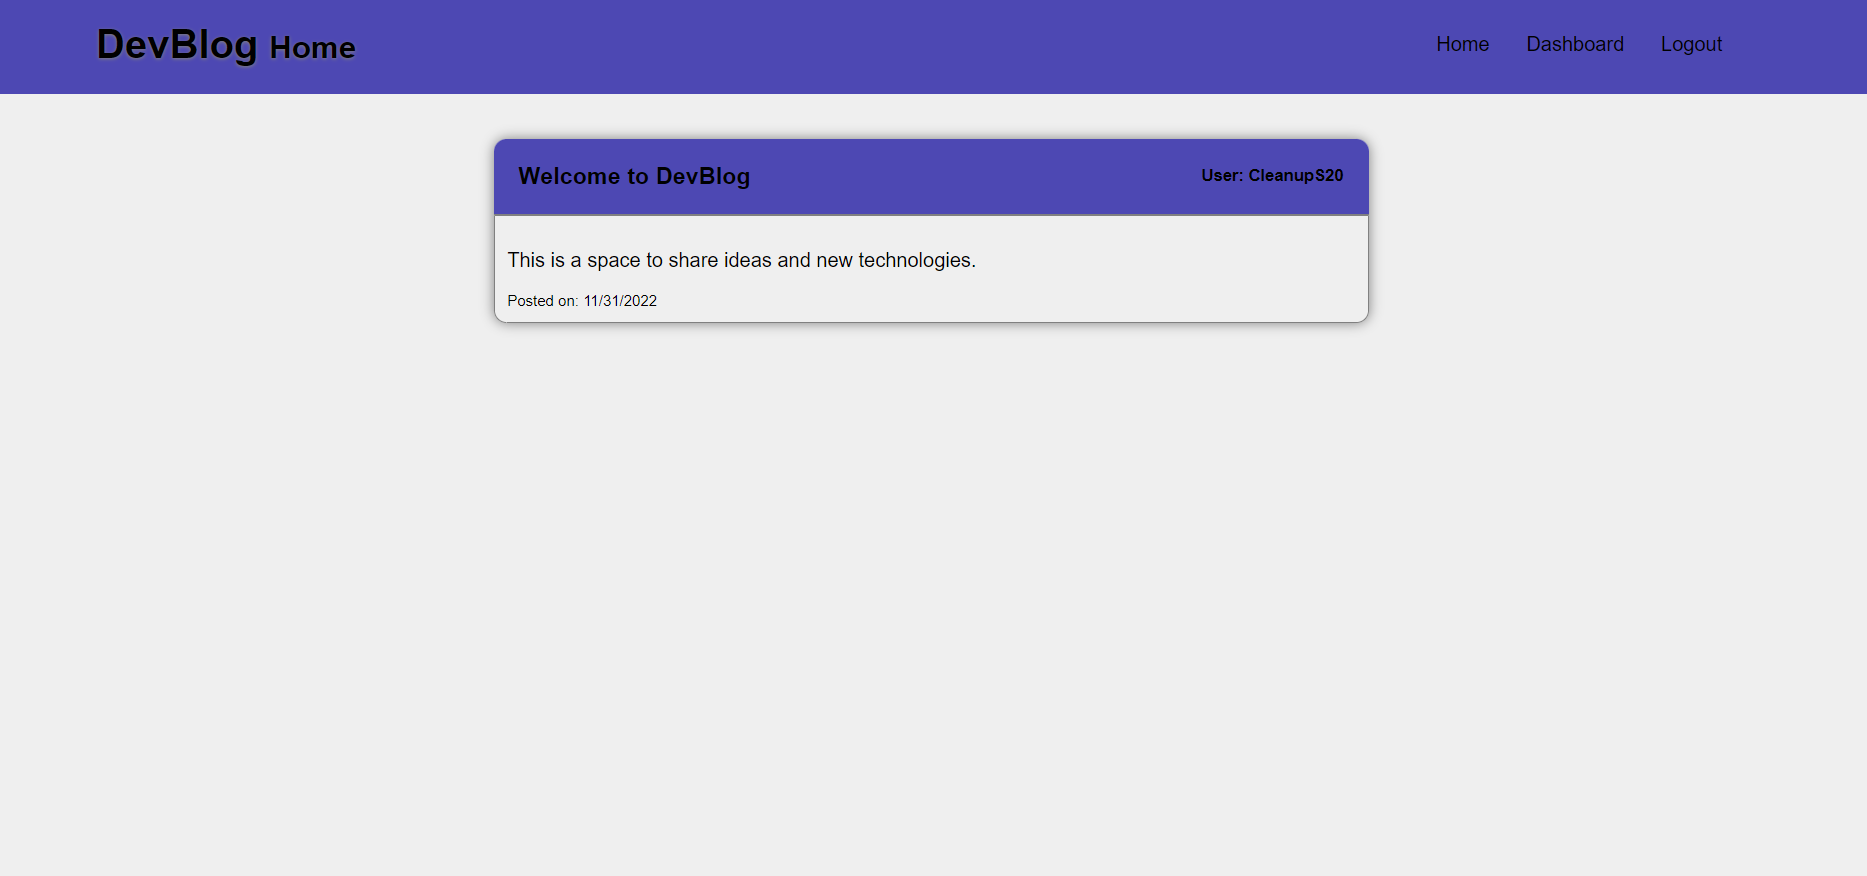 DevBlog Home
Home Dashboard Logout
Welcome to DevBlog User: CleanupS20
This is a space to share ideas and new technologies.
Posted on: 11/31/2022